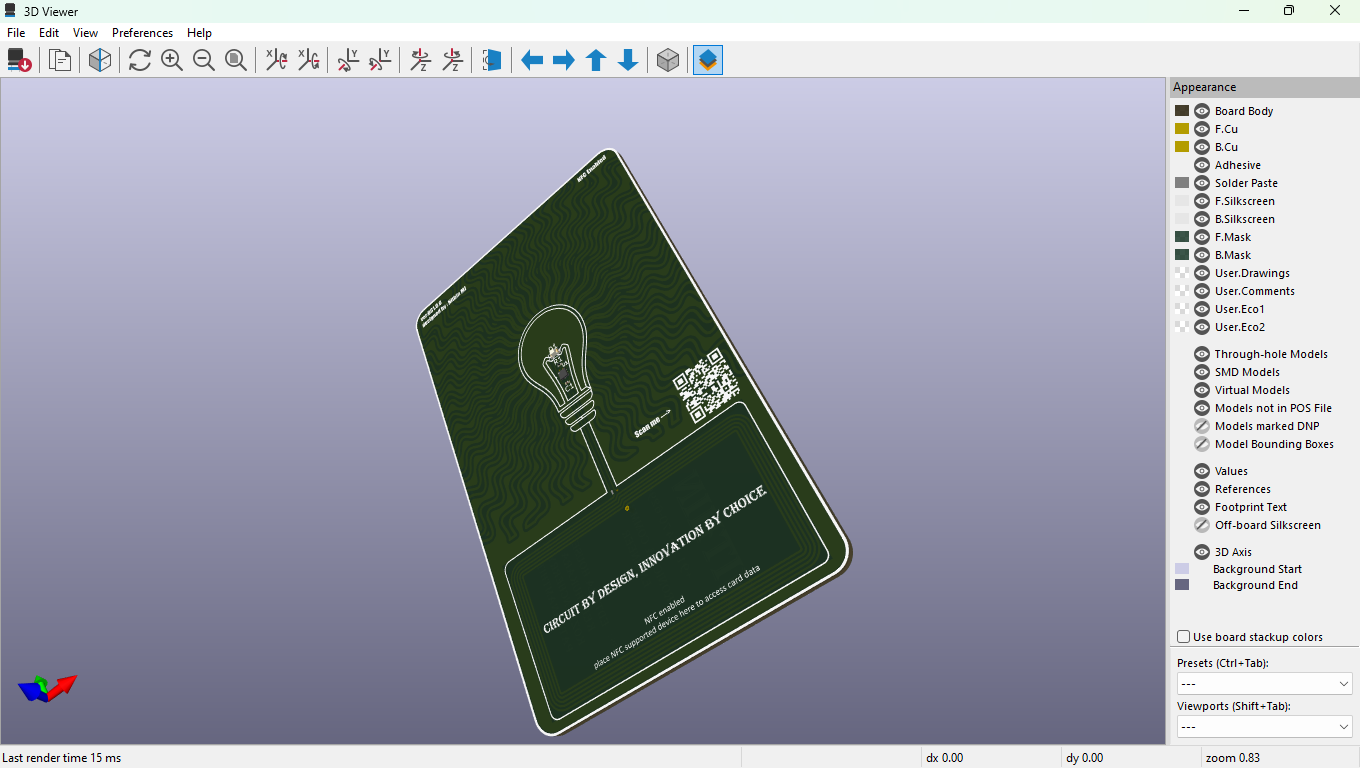 3D Viewer
File Edit View Preferences Help
Appearance
Board Body
F.Cu
B.Cu
Adhesive
Solder Paste
F.Silkscreen
B.Silkscreen
F.Mask
B.Mask
User.Drawings
User.Comments
User.Eco1
User.Eco2
Through-hole Models
SMD Models
Virtual Models
Models not in POS File
Models marked DNP
Model Bounding Boxes
Values
References
Footprint Text
Off-board Silkscreen
3D Axis
Background Start
Background End
Use board stackup colors
Presets (Ctrl+Tab):
---
Viewports (Shift+Tab):
---
NFC Enabled
Scan me
CIRCUIT BY DESIGN, INNOVATION BY CHOICE
NFC enabled
place NFC supported device here to access card data
Last render time 15 ms
dx 0.00
dy 0.00
zoom 0.83